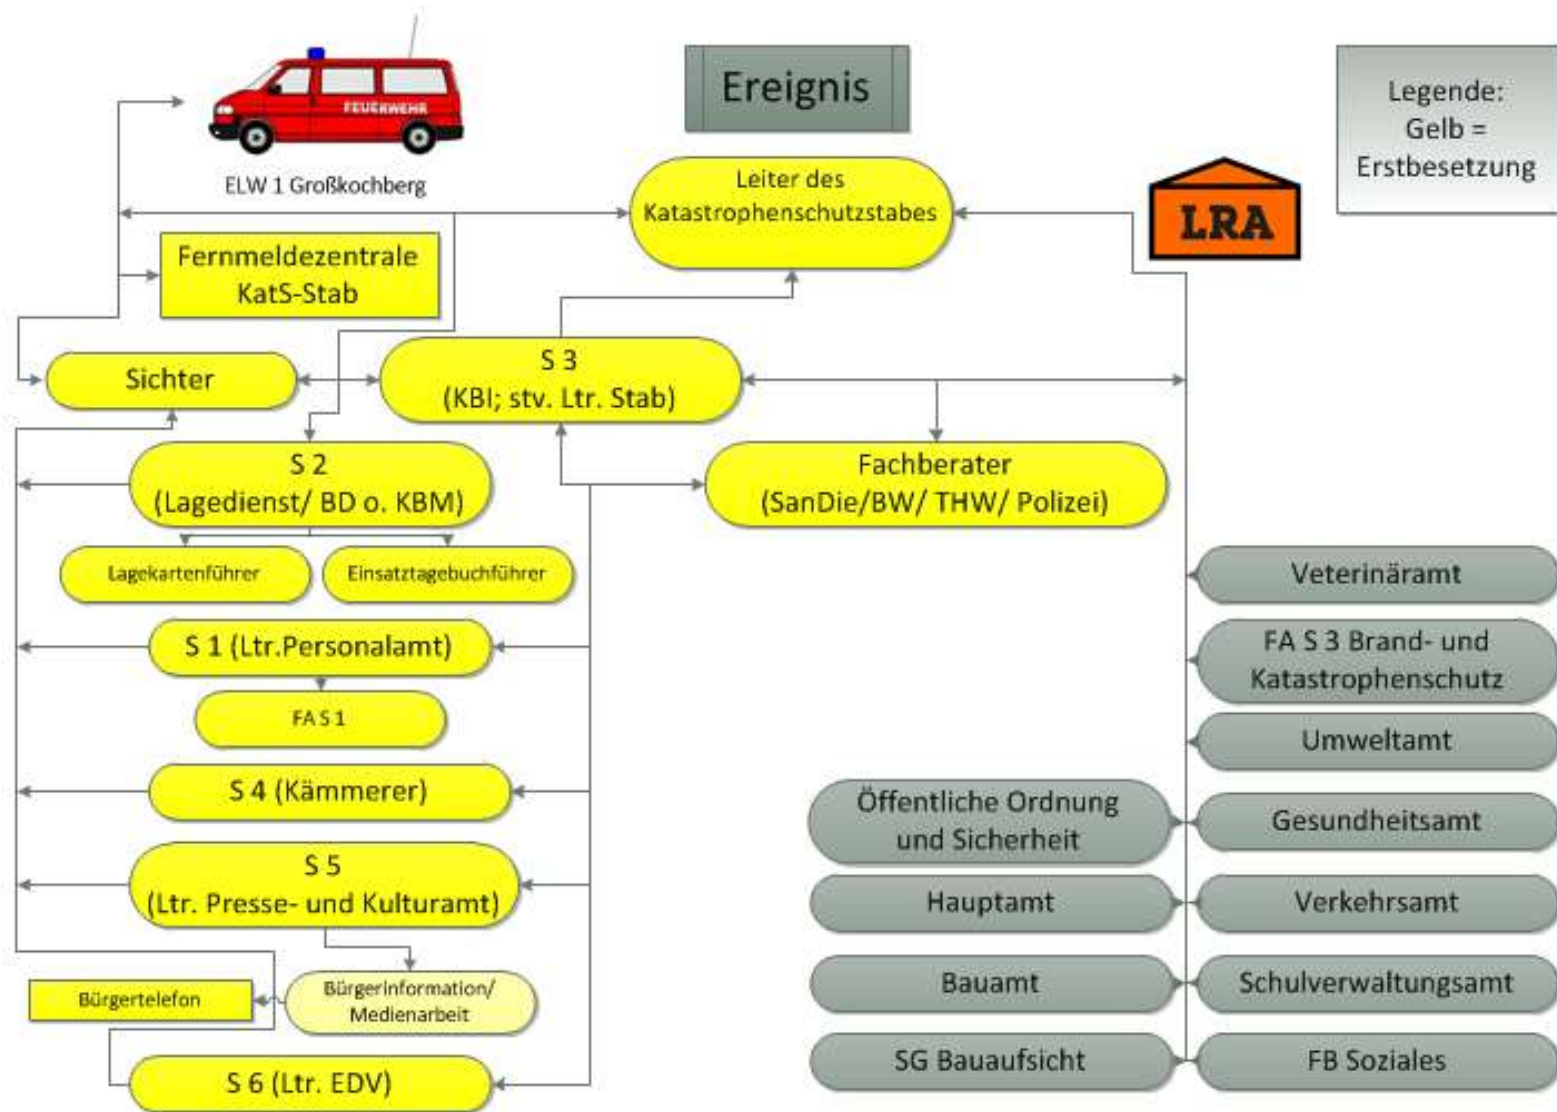 FEUERWEHR
ELW 1 Großkochberg
Ereignis
Legende:
Gelb =
Erstbesetzung
Leiter des
Katastrophenschutzstabes
LRA
Fernmeldezentrale
KatS-Stab
Sichter
S 3
(KBI; stv. Ltr. Stab)
S 2
(Lagedienst/ BD o. KBM)
Fachberater
(SanDie/BW/ THW/ Polizei)
Lagekartenführer
Einsatztagebuchführer
S 1 (Ltr.Personalamt)
FA S 1
S 4 (Kämmerer)
S 5
(Ltr. Presse- und Kulturamt)
Bürgertelefon
Bürgerinformation/
Medienarbeit
S 6 (Ltr. EDV)
Veterinäramt
FA S 3 Brand- und
Katastrophenschutz
Umweltamt
Öffentliche Ordnung
und Sicherheit
Gesundheitsamt
Hauptamt
Verkehrsamt
Bauamt
Schulverwaltungsamt
SG Bauaufsicht
FB Soziales